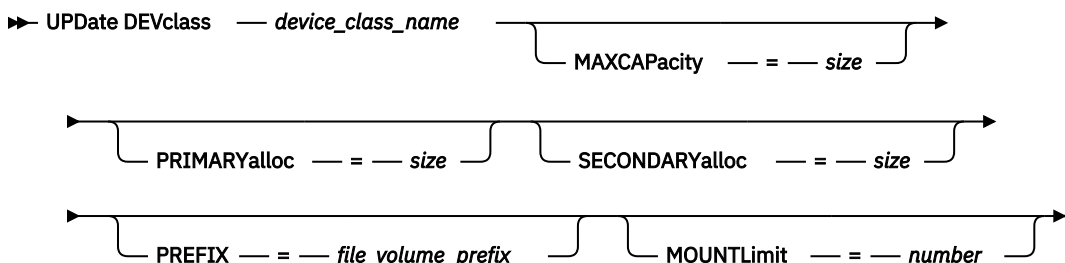 UPDate DEVclass device_class_name
MAXCAPacity = size
PRIMARYalloc = size SECONDARYalloc = size
PREFIX = file_volume_prefix MOUNTLimit = number